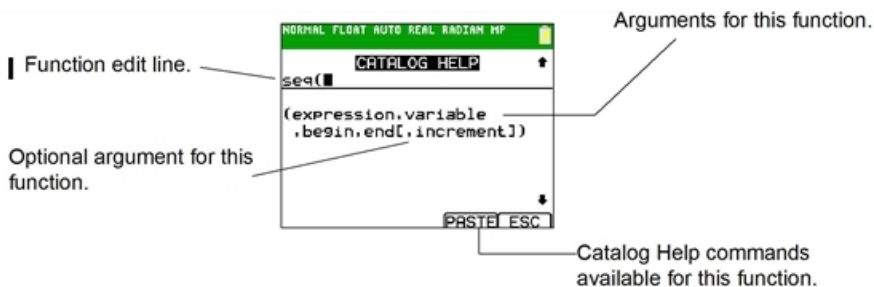 Arguments for this function.
NORMAL FLOAT AUTO REAL RADIAN MP
Function edit line.
CATALOG HELP
seq(
(expression,variable
,begin,end[,increment])
Optional argument for this
function.
PASTE ESC
Catalog Help commands
available for this function.